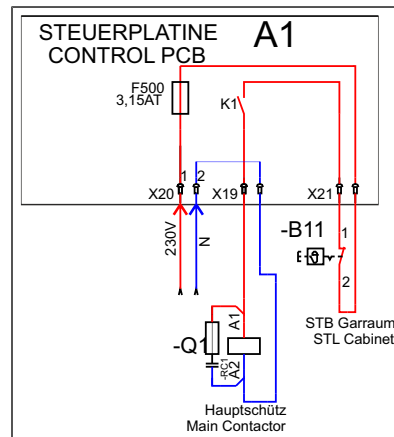 STEUERPLATINE
CONTROL PCB
A1
F500
3,15AT
K1
1
2
X20
X19
X21
230V
N
-B11
1
ϑ
2
STB Garraum
STL Cabinet
A1
-Q1
-RC1
A2
Hauptschütz
Main Contactor